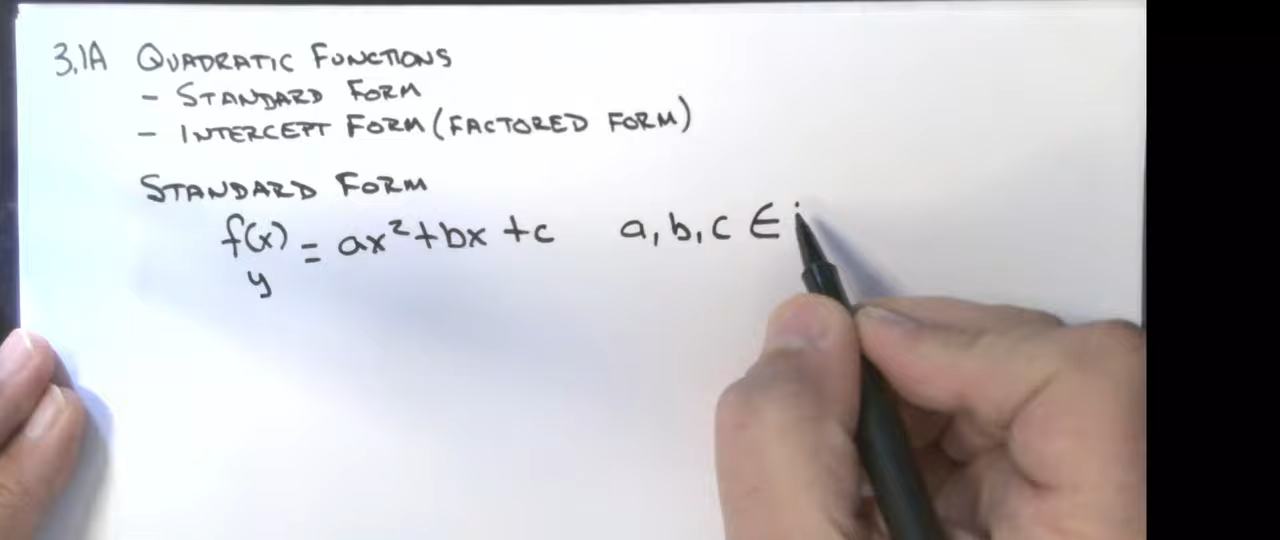 3.1A QUADRATIC FUNCTIONS
- STANDARD FORM
- INTERCEPT FORM (FACTORED FORM)
STANDARD FORM
f(x) = ax²+bx+c a, b, c ∈
y